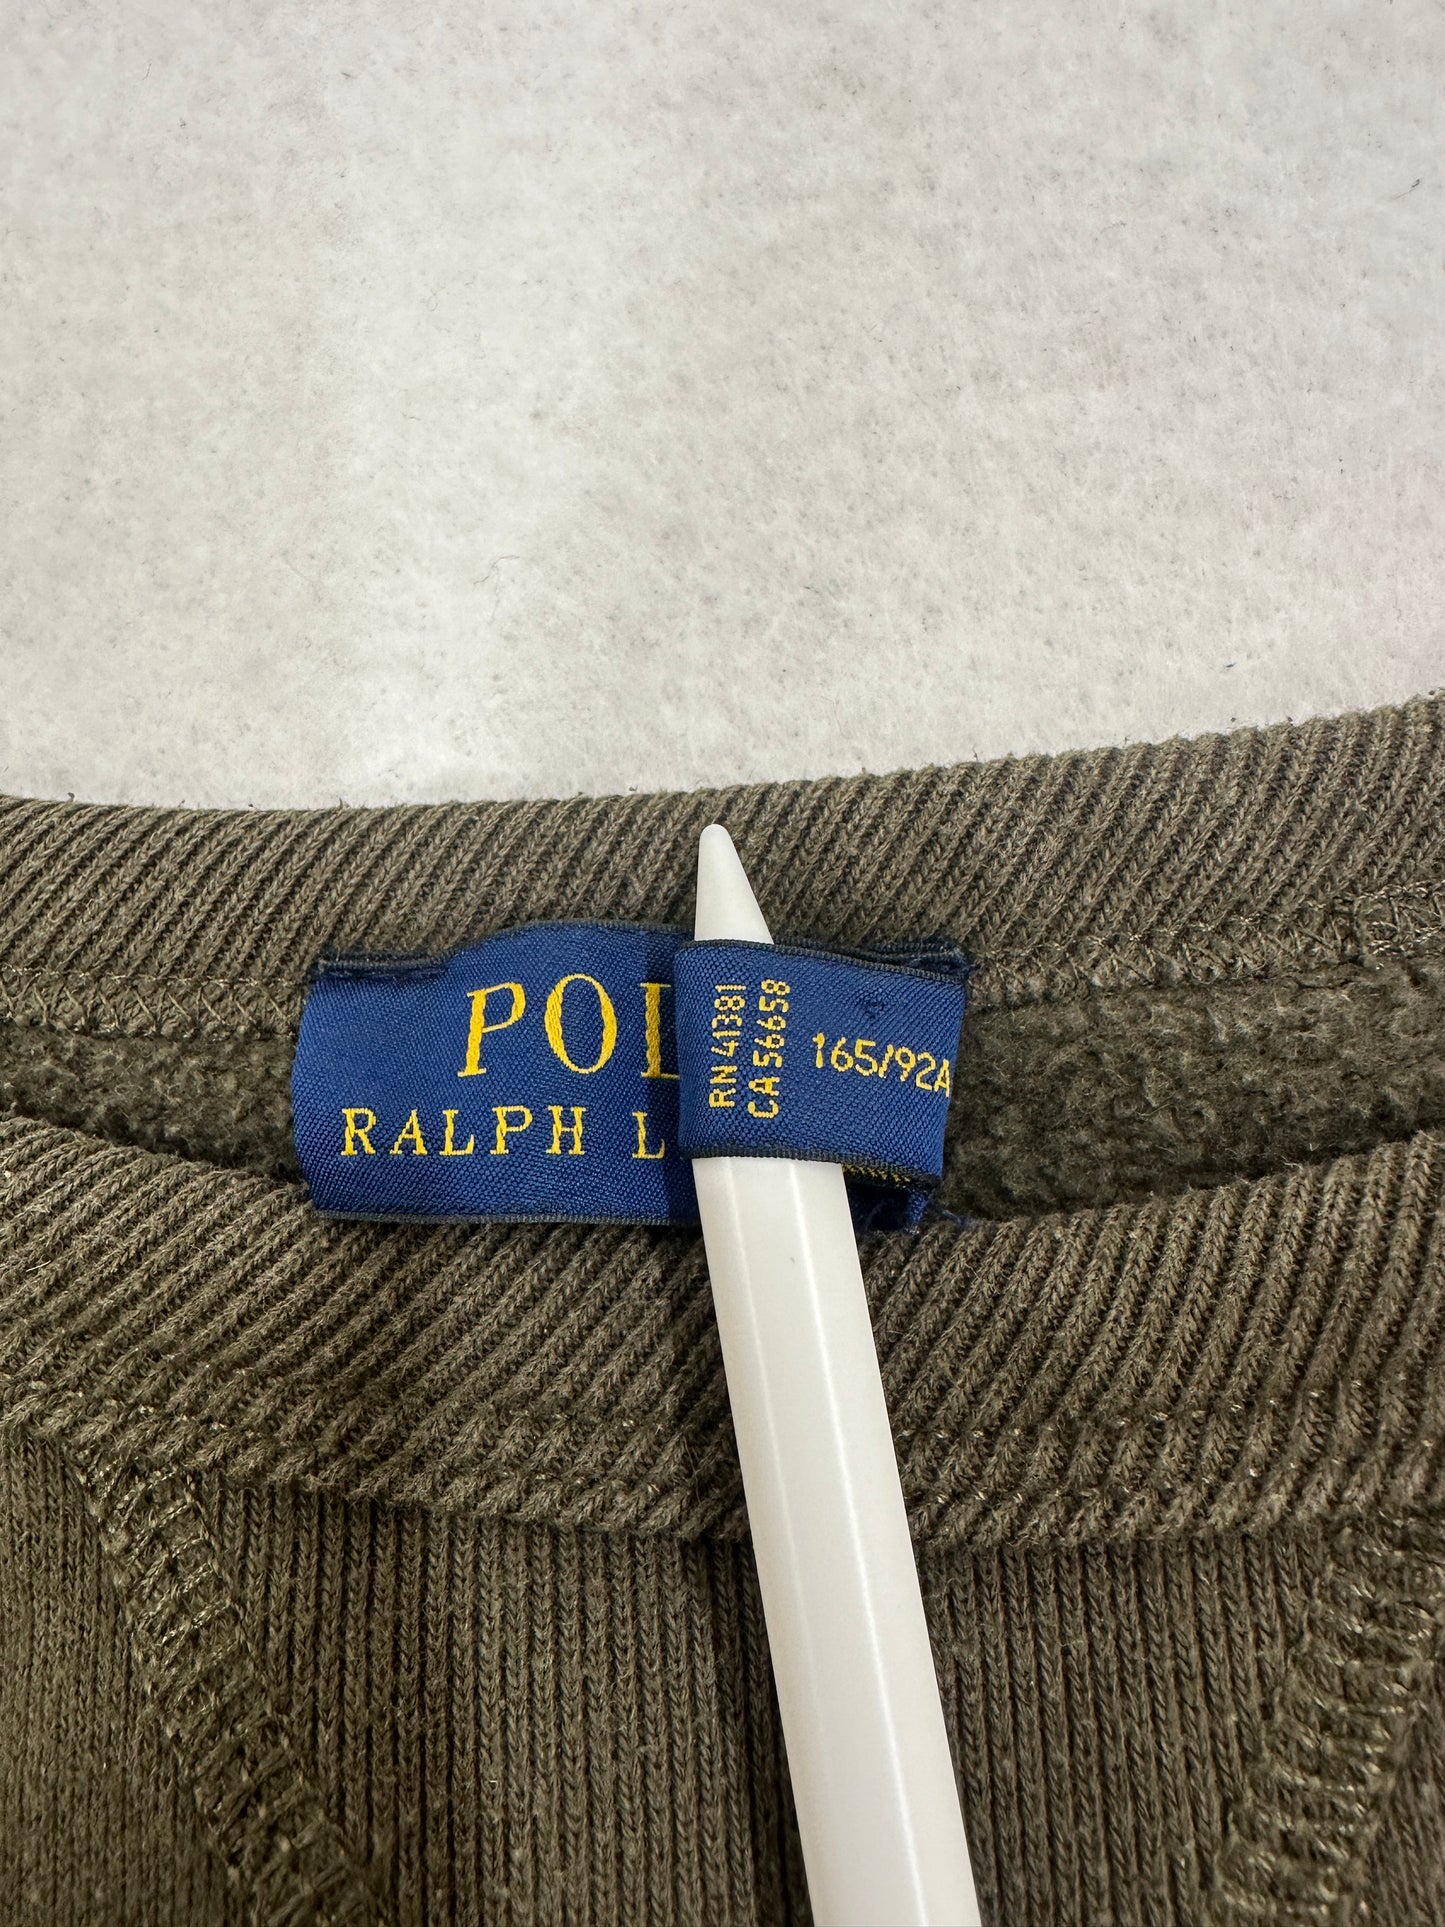 POL
RALPH L
RN 41381
CA 56658
165/92A